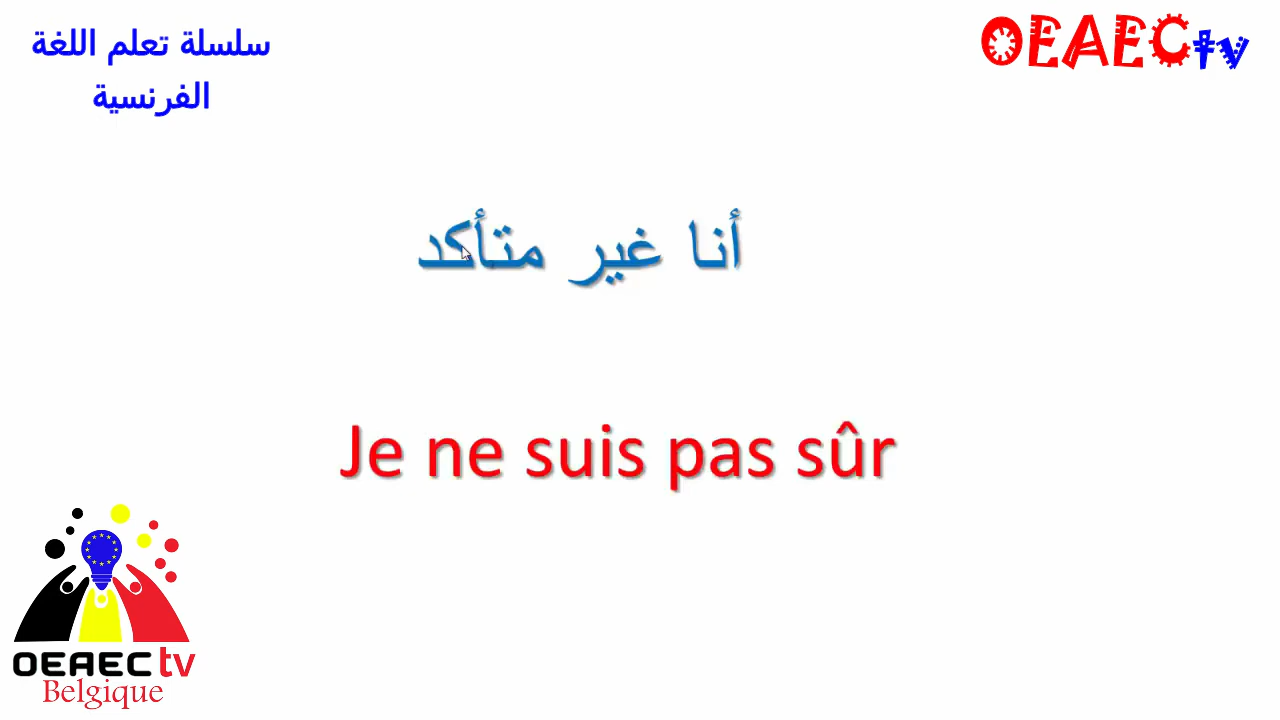 سلسلة تعلم اللغة
الفرنسية
OEAECtv
أنا غير متأكد
Je ne suis pas sûr
OEAEC tv
Belgique